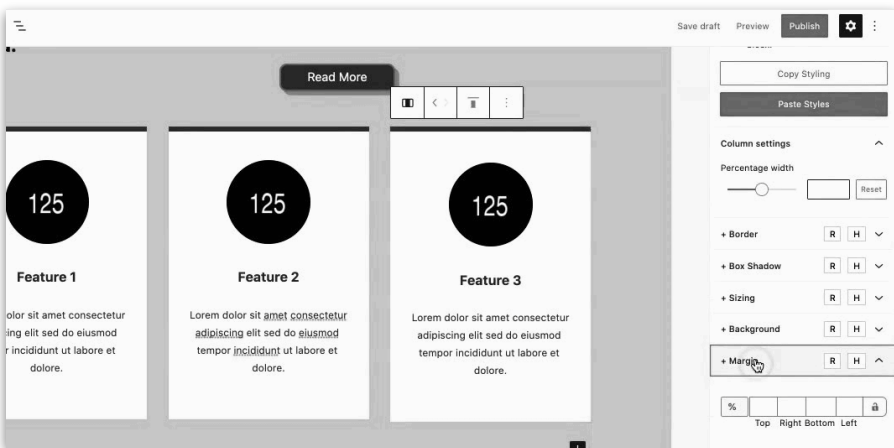 Save draft Preview Publish
Copy Styling
Paste Styles
Column settings
Percentage width
Reset
+ Border R H
+ Box Shadow R H
+ Sizing R H
+ Background R H
+ Margin R H
%
Top Right Bottom Left
Read More
125
Feature 1
olor sit amet consectetur
ing elit sed do eiusmod
r incididunt ut labore et
dolore.
125
Feature 2
Lorem dolor sit amet consectetur
adipiscing elit sed do eiusmod
tempor incididunt ut labore et
dolore.
125
Feature 3
Lorem dolor sit amet consectetur
adipiscing elit sed do eiusmod
tempor incididunt ut labore et
dolore.